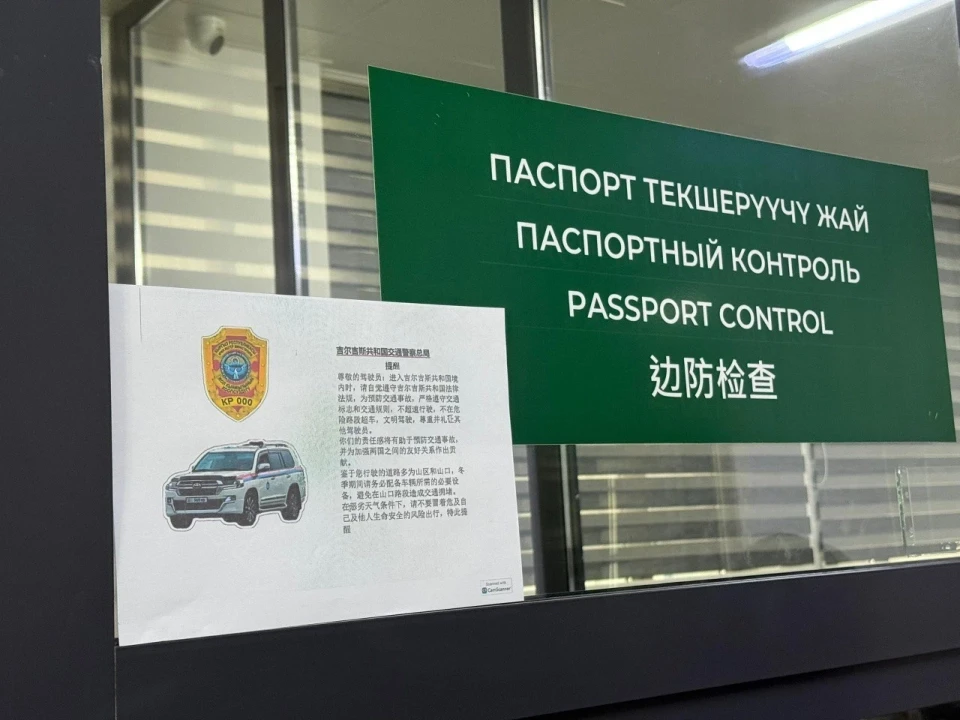 ПАСПОРТ ТЕКШЕРҮҮЧҮ ЖАЙ
ПАСПОРТНЫЙ КОНТРОЛЬ
PASSPORT CONTROL
边防检查
吉尔吉斯共和国交通警察总局
提醒
尊敬的驾驶员：进入吉尔吉斯共和国境
内时，请自觉遵守吉尔吉斯共和国法律
法规，为预防交通事故，严格遵守交通
标志和交通规则，不超速行驶，不在危
险路段超车，文明驾驶，尊重并礼让其
他驾驶员。
你们的责任感将有助于预防交通事故，
并为加强两国之间的友好关系作出贡
献。
鉴于您行驶的道路多为山区和山口，冬
季期间请务必配备车辆所需的必要设
备，避免在山口路段造成交通拥堵。
在恶劣天气条件下，请不要冒着危及自
己及他人生命安全的风险出行，特此提
醒
KP 000
Scanned with
CamScanner